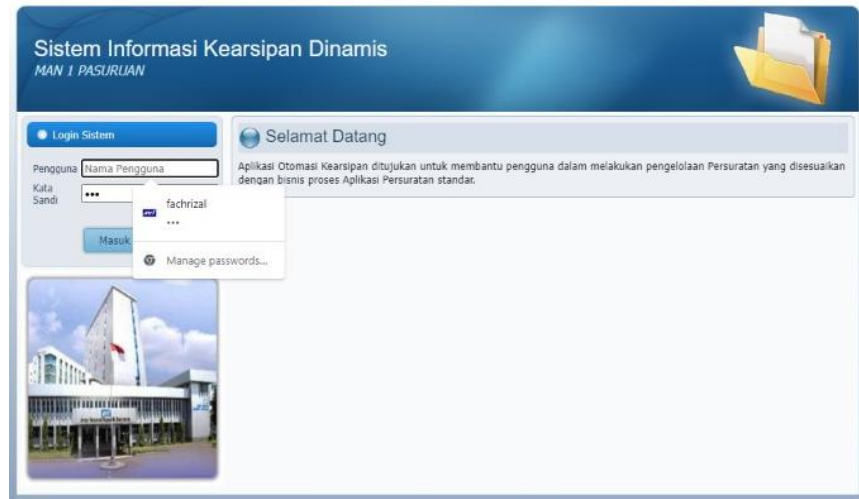 Sistem Informasi Kearsipan Dinamis
MAN 1 PASURUAN
Login Sistem
Pengguna Nama Pengguna
Kata
Sandi •••
Masuk
fachrizal
•••
Manage passwords...
Selamat Datang
Aplikasi Otomasi Kearsipan ditujukan untuk membantu pengguna dalam melakukan pengelolaan Persuratan yang disesuaikan
dengan bisnis proses Aplikasi Persuratan standar.